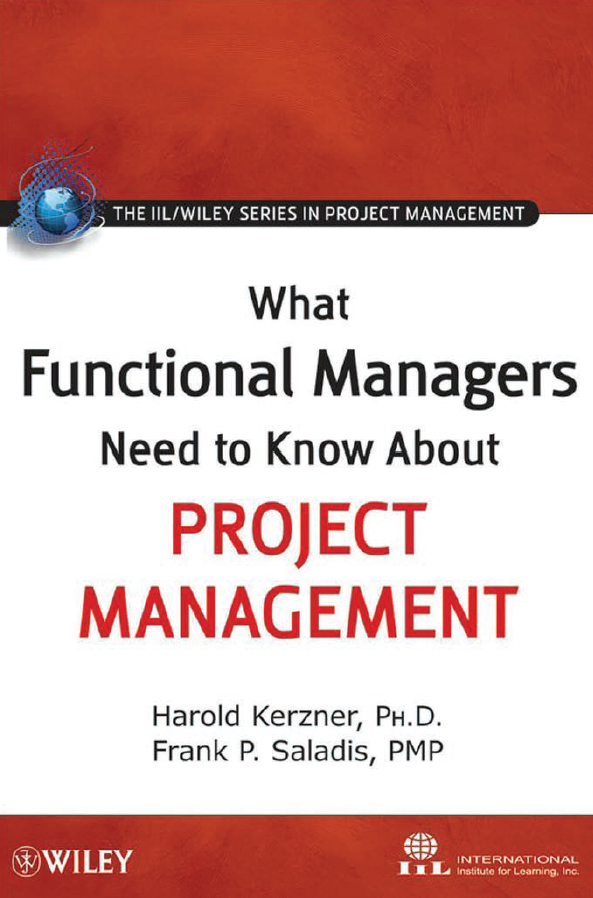 THE IIL/WILEY SERIES IN PROJECT MANAGEMENT
What
Functional Managers
Need to Know About
PROJECT
MANAGEMENT
Harold Kerzner, PH.D.
Frank P. Saladis, PMP
WILEY
IIL
INTERNATIONAL
Institute for Learning, Inc.